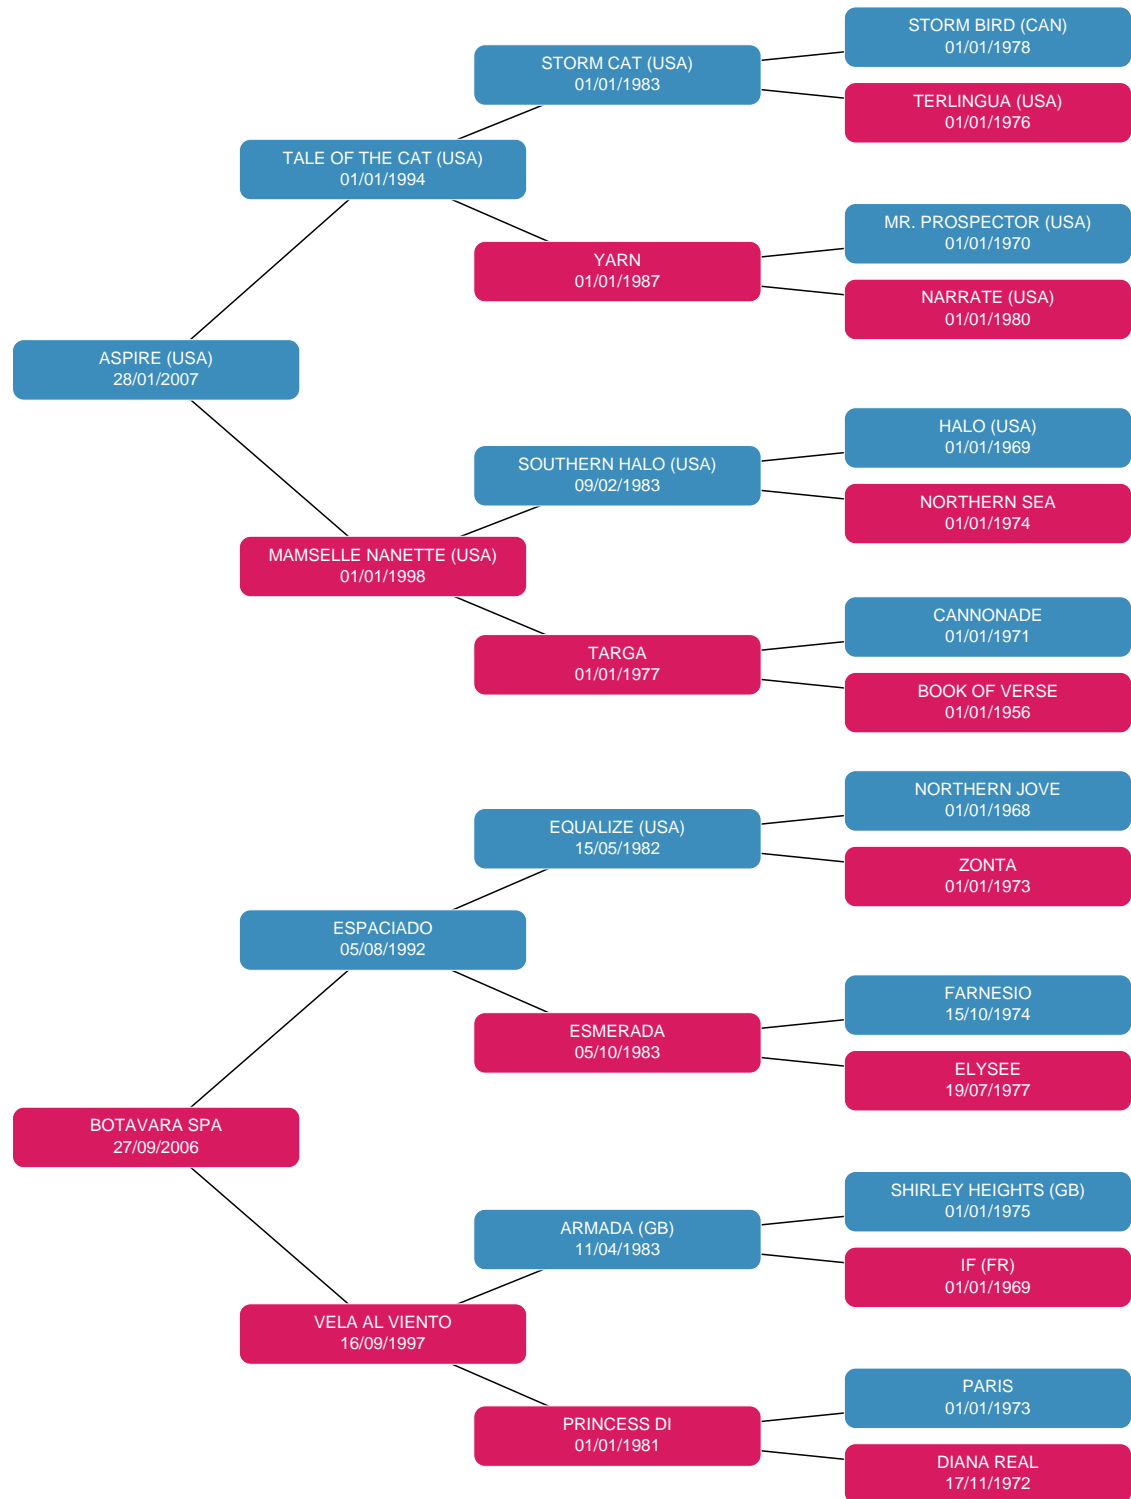 STORM BIRD (CAN)
01/01/1978
STORM CAT (USA)
01/01/1983
TERLINGUA (USA)
01/01/1976
TALE OF THE CAT (USA)
01/01/1994
MR. PROSPECTOR (USA)
01/01/1970
YARN
01/01/1987
NARRATE (USA)
01/01/1980
ASPIRE (USA)
28/01/2007
HALO (USA)
01/01/1969
SOUTHERN HALO (USA)
09/02/1983
NORTHERN SEA
01/01/1974
MAMSELLE NANETTE (USA)
01/01/1998
CANNONADE
01/01/1971
TARGA
01/01/1977
BOOK OF VERSE
01/01/1956
NORTHERN JOVE
01/01/1968
EQUALIZE (USA)
15/05/1982
ZONTA
01/01/1973
ESPACIADO
05/08/1992
FARNESIO
15/10/1974
ESMERADA
05/10/1983
ELYSEE
19/07/1977
BOTAVARA SPA
27/09/2006
SHIRLEY HEIGHTS (GB)
01/01/1975
ARMADA (GB)
11/04/1983
IF (FR)
01/01/1969
VELA AL VIENTO
16/09/1997
PARIS
01/01/1973
PRINCESS DI
01/01/1981
DIANA REAL
17/11/1972